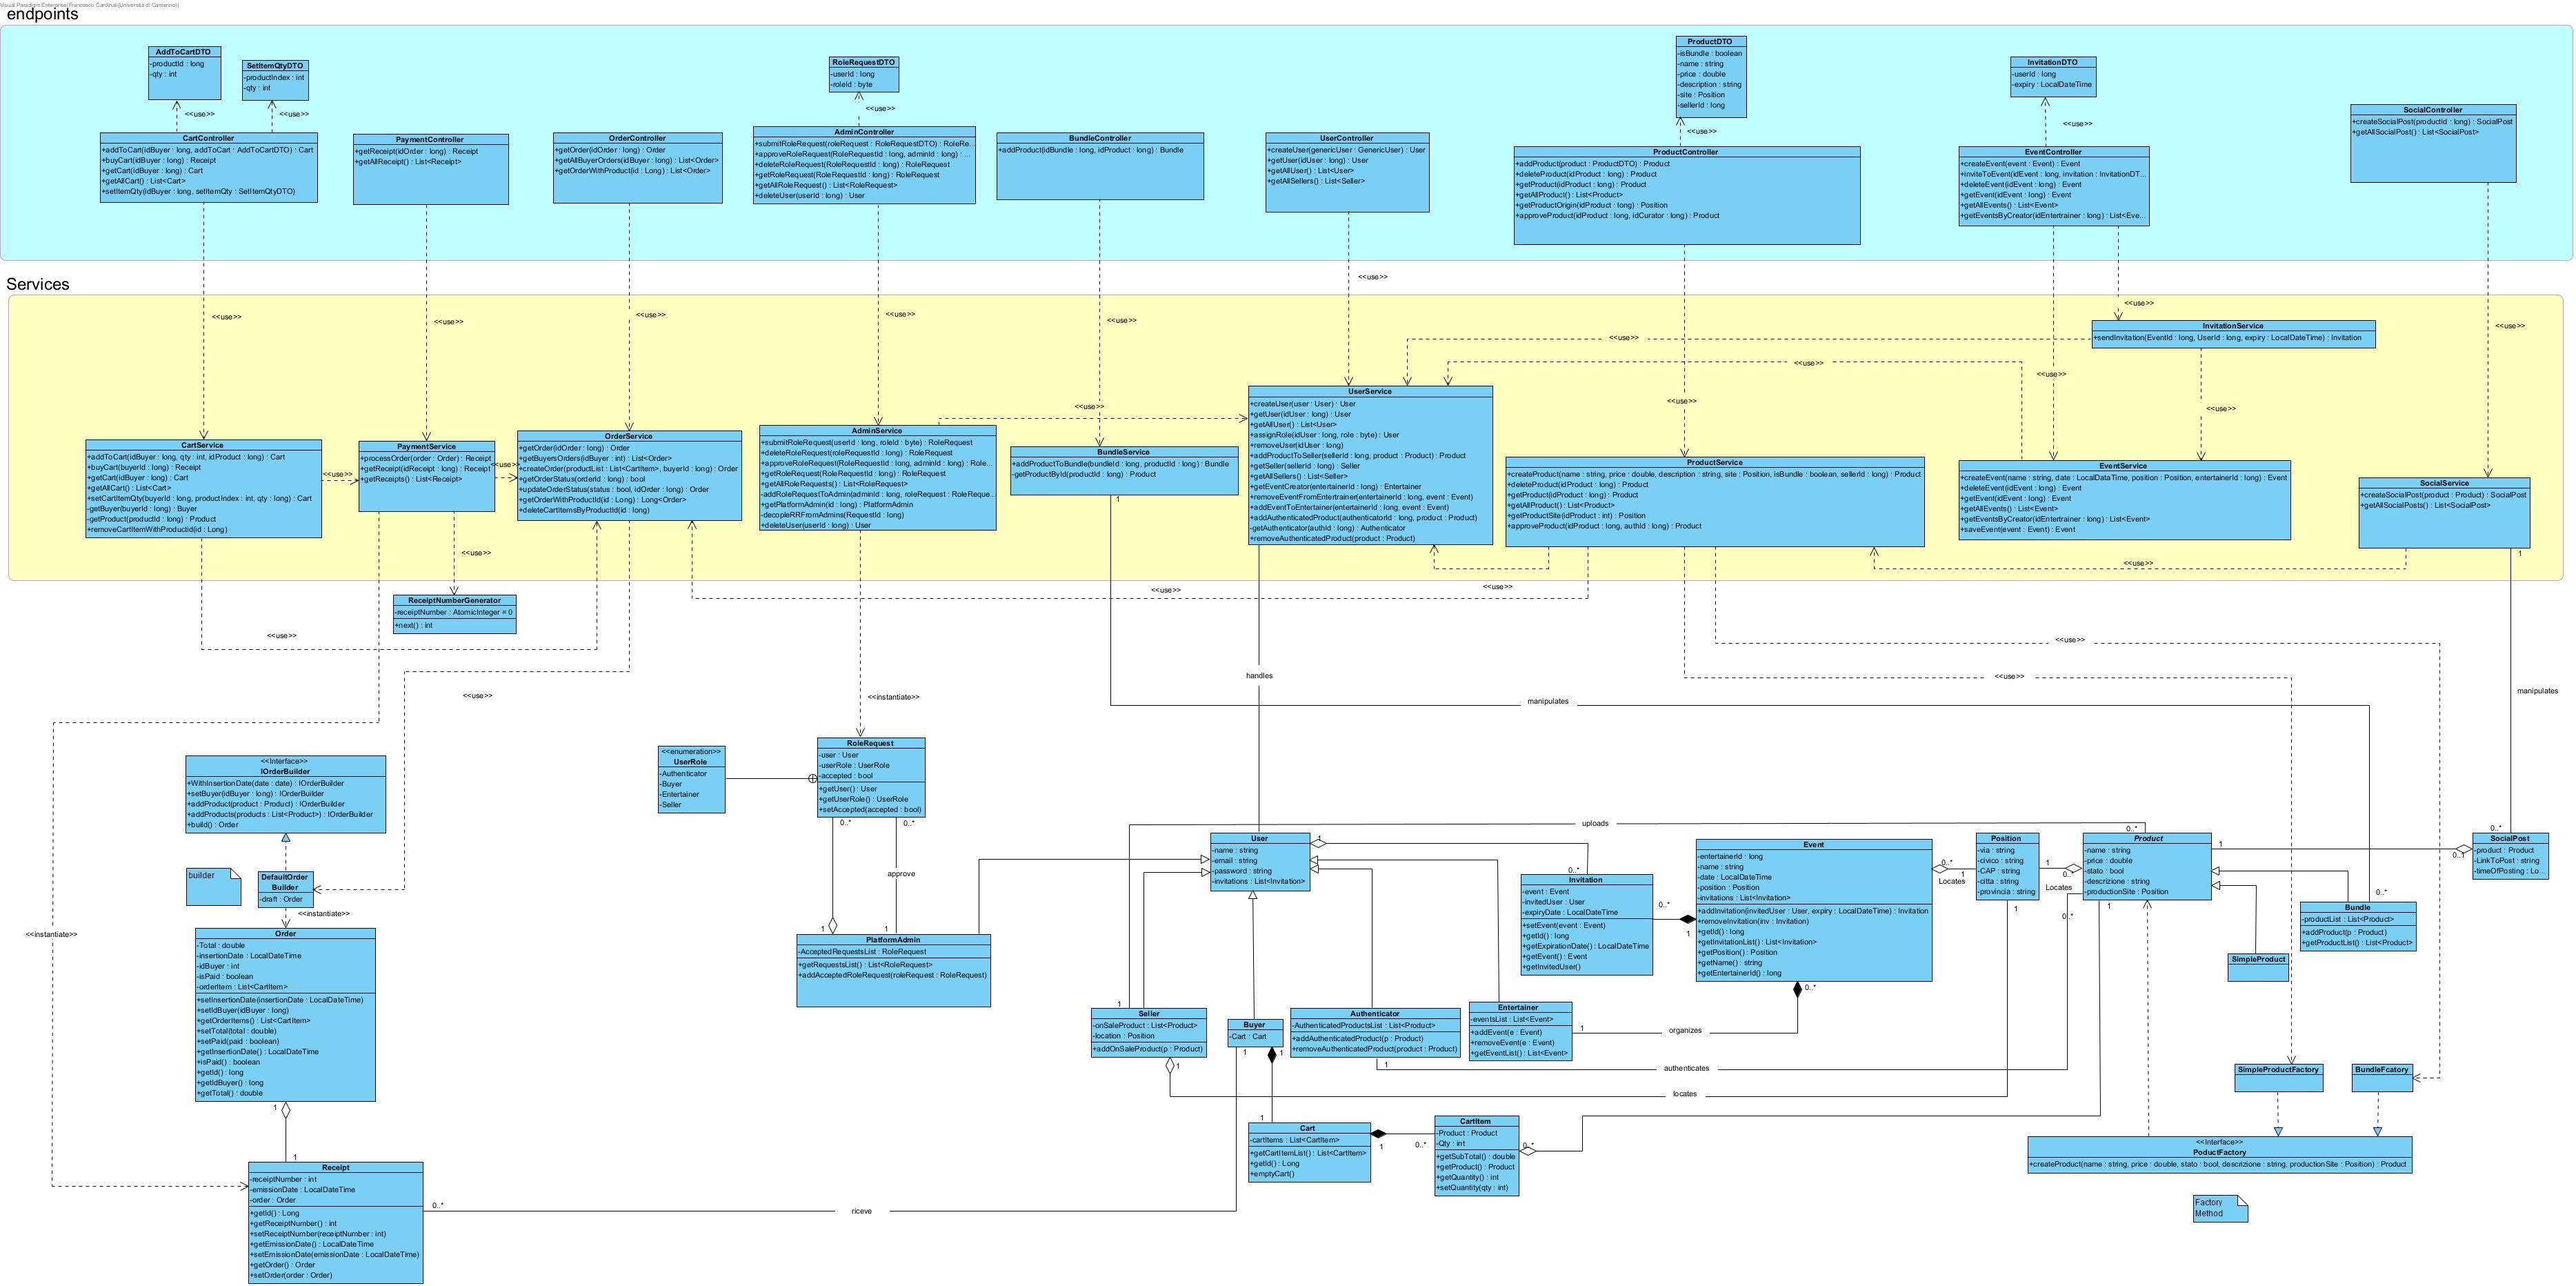 Visual Paradigm Enterprise(Francesco Cardinali(Università di Camerino))
endpoints
AddToCartDTO
-productId : long
-qty : int
SetItemQtyDTO
-productIndex : int
-qty : int
RoleRequestDTO
-userId : long
-roleId : byte
ProductDTO
-isBundle : boolean
-name : string
-price : double
-description : string
-site : Position
-sellerId : long
InvitationDTO
-userId : long
-expiry : LocalDateTime
<<use>>
<<use>>
<<use>>
<<use>>
<<use>>
CartController
+addToCart(idBuyer : long, addToCart : AddToCartDTO) : Cart
+buyCart(idBuyer : long) : Receipt
+getCart(idBuyer : long) : Cart
+getAllCart() : List<Cart>
+setItemQty(idBuyer : long, setItemQty : SetItemQtyDTO)
PaymentController
+getReceipt(idOrder : long) : Receipt
+getAllReceipt() : List<Receipt>
OrderController
+getOrder(idOrder : long) : Order
+getAllBuyerOrders(idBuyer : long) : List<Order>
+getOrderWithProduct(id : Long) : List<Order>
AdminController
+submitRoleRequest(roleRequest : RoleRequestDTO) : RoleRe...
+approveRoleRequest(RoleRequestId : long, adminId : long) : ...
+deleteRoleRequest(RoleRequestId : long) : RoleRequest
+getRoleRequest(RoleRequestId : long) : RoleRequest
+getAllRoleRequest() : List<RoleRequest>
+deleteUser(userId : long) : User
BundleController
+addProduct(idBundle : long, idProduct : long) : Bundle
UserController
+createUser(genericUser : GenericUser) : User
+getUser(idUser : long) : User
+getAllUser() : List<User>
+getAllSellers() : List<Seller>
ProductController
+addProduct(product : ProductDTO) : Product
+deleteProduct(idProduct : long) : Product
+getProduct(idProduct : long) : Product
+getAllProduct() : List<Product>
+getProductOrigin(idProduct : long) : Position
+approveProduct(idProduct : long, idCurator : long) : Product
EventController
+createEvent(event : Event) : Event
+inviteToEvent(idEvent : long, invitation : InvitationDT...
+deleteEvent(idEvent : long) : Event
+getEvent(idEvent : long) : Event
+getAllEvents() : List<Event>
+getEventsByCreator(idEntertainer : long) : List<Eve...
SocialController
+createSocialPost(productId : long) : SocialPost
+getAllSocialPost() : List<SocialPost>
Services
<<use>>
<<use>>
<<use>>
<<use>>
<<use>>
<<use>>
<<use>>
<<use>>
<<use>>
<<use>>
InvitationService
+sendInvitation(EventId : long, UserId : long, expiry : LocalDateTime) : Invitation
<<use>>
<<use>>
<<use>>
<<use>>
CartService
+addToCart(idBuyer : long, qty : int, idProduct : long) : Cart
+buyCart(buyerId : long) : Receipt
+getCart(idBuyer : long) : Cart
+getAllCart() : List<Cart>
+setCartItemQty(buyerId : long, productIndex : int, qty : long) : Cart
-getBuyer(buyerId : long) : Buyer
-getProduct(productId : long) : Product
+removeCartItemWithProductid(id : Long)
<<use>>
PaymentService
+processOrder(order : Order) : Receipt
+getReceipt(idReceipt : long) : Receipt
+getReceipts() : List<Receipt>
<<use>>
OrderService
+getOrder(idOrder : long) : Order
+getBuyersOrders(idBuyer : int) : List<Order>
+createOrder(productList : List<CartItem>, buyerId : long) : Order
+getOrderStatus(orderId : long) : bool
+updateOrderStatus(status : bool, idOrder : long) : Order
+getOrderWithProductId(id : Long) : Long<Order>
+deleteCartItemsByProductId(id : long)
AdminService
+submitRoleRequest(userId : long, roleId : byte) : RoleRequest
+deleteRoleRequest(roleRequestId : long) : RoleRequest
+approveRoleRequest(RoleRequestId : long, adminId : long) : Role...
+getRoleRequest(RoleRequestId : long) : RoleRequest
+getAllRoleRequests() : List<RoleRequest>
-addRoleRequestToAdmin(adminId : long, roleRequest : RoleReque...
+getPlatformAdmin(id : long) : PlatformAdmin
-decopleRRFromAdmins(RequestId : long)
+deleteUser(userId : long) : User
BundleService
+addProductToBundle(bundleId : long, productId : long) : Bundle
-getProductById(productId : long) : Product
1
UserService
+createUser(user : User) : User
+getUser(idUser : long) : User
+getAllUser() : List<User>
+assignRole(idUser : long, role : byte) : User
+removeUser(idUser : long)
+addProductToSeller(sellerId : long, product : Product) : Product
+getSeller(sellerId : long) : Seller
+getAllSellers() : List<Seller>
+getEventCreator(entertainerId : long) : Entertainer
+removeEventFromEntertainer(entertainerId : long, event : Event)
+addEventToEntertainer(entertainerId : long, event : Event)
+addAuthenticatedProduct(authenticatorId : long, product : Product)
-getAuthenticator(authId : long) : Authenticator
+removeAuthenticatedProduct(product : Product)
ProductService
+createProduct(name : string, price : double, description : string, site : Position, isBundle : boolean, sellerId : long) : Product
+deleteProduct(idProduct : long) : Product
+getProduct(idProduct : long) : Product
+getAllProduct() : List<Product>
+getProductSite(idProduct : int) : Position
+approveProduct(idProduct : long, authId : long) : Product
EventService
+createEvent(name : string, date : LocalDataTime, position : Position, entertainerId : long) : Event
+deleteEvent(idEvent : long) : Event
+getEvent(idEvent : long) : Event
+getAllEvents() : List<Event>
+getEventsByCreator(idEntertainer : long) : List<Event>
+saveEvent(event : Event) : Event
SocialService
+createSocialPost(product : Product) : SocialPost
+getAllSocialPosts() : List<SocialPost>
1
<<use>>
<<use>>
<<use>>
ReceiptNumberGenerator
-receiptNumber : AtomicInteger = 0
+next() : int
<<use>>
<<use>>
<<use>>
<<instantiate>>
handles
manipulates
<<use>>
manipulates
<<Interface>>
IOrderBuilder
+WithInsertionDate(date : date) : IOrderBuilder
+setBuyer(idBuyer : long) : IOrderBuilder
+addProduct(product : Product) : IOrderBuilder
+addProducts(products : List<Product>) : IOrderBuilder
+build() : Order
<<enumeration>>
UserRole
-Authenticator
-Buyer
-Entertainer
-Seller
RoleRequest
-user : User
-userRole : UserRole
-accepted : bool
+getUser() : User
+getUserRole() : UserRole
+setAccepted(accepted : bool)
0..*
0..*
approve
1
1
builder
DefaultOrder
Builder
-draft : Order
<<instantiate>>
<<instantiate>>
Order
-Total : double
-insertionDate : LocalDateTime
-idBuyer : int
-isPaid : boolean
-orderItem : List<CartItem>
+setInsertionDate(insertionDate : LocalDateTime)
+setIdBuyer(idBuyer : long)
+getOrderItems() : List<CartItem>
+setTotal(total : double)
+setPaid(paid : boolean)
+getInsertionDate() : LocalDateTime
+isPaid() : boolean
+getId() : long
+getIdBuyer() : long
+getTotal() : double
1
1
PlatformAdmin
-AcceptedRequestsList : RoleRequest
+getRequestsList() : List<RoleRequest>
+addAcceptedRoleRequest(roleRequest : RoleRequest)
uploads
0..*
1
User
-name : string
-email : string
-password : string
-invitations : List<Invitation>
1
0..*
Invitation
-event : Event
-invitedUser : User
-expiryDate : LocalDateTime
+setEvent(event : Event)
+getId() : long
+getExpirationDate() : LocalDateTime
+getEvent() : Event
+getInvitedUser()
0..*
1
Event
-entertainerId : long
-name : string
-date : LocalDateTime
-position : Position
-invitations : List<Invitation>
+addInvitation(invitedUser : User, expiry : LocalDateTime) : Invitation
+removeInvitation(inv : Invitation)
+getId() : long
+getInvitationList() : List<Invitation>
+getPosition() : Position
+getName() : string
+getEntertainerId() : long
0..*
0..*
Locates
1
Position
-via : string
-civico : string
-CAP : string
-citta : string
-provincia : string
1
1
Locates
0..*
0..*
Product
-name : string
-price : double
-stato : bool
-descrizione : string
-productionSite : Position
1
1
0..1
0..*
SocialPost
-product : Product
-LinkToPost : string
-timeOfPosting : Lo...
0..*
Bundle
-productList : List<Product>
+addProduct(p : Product)
+getProductList() : List<Product>
SimpleProduct
Seller
-onSaleProduct : List<Product>
-location : Position
+addOnSaleProduct(p : Product)
1
Buyer
-Cart : Cart
1
1
Authenticator
-AuthenticatedProductsList : List<Product>
+addAuthenticatedProduct(p : Product)
+removeAuthenticatedProduct(product : Product)
1
Entertainer
-eventsList : List<Event>
+addEvent(e : Event)
+removeEvent(e : Event)
+getEventList() : List<Event>
1
organizes
authenticates
locates
SimpleProductFactory
BundleFcatory
1
Cart
-cartItems : List<CartItem>
+getCartItemList() : List<CartItem>
+getId() : Long
+emptyCart()
1
0..*
CartItem
-Product : Product
-Qty : int
+getSubTotal() : double
+getProduct() : Product
+getQuantity() : int
+setQuantity(qty : int)
0..*
<<Interface>>
PoductFactory
+createProduct(name : string, price : double, stato : bool, descrizione : string, productionSite : Position) : Product
Factory
Method
Receipt
-receiptNumber : int
-emissionDate : LocalDateTime
-order : Order
+getId() : Long
+getReceiptNumber() : int
+setReceiptNumber(receiptNumber : int)
+getEmissionDate() : LocalDateTime
+setEmissionDate(emissionDate : LocalDateTime)
+getOrder() : Order
+setOrder(order : Order)
0..*
riceve